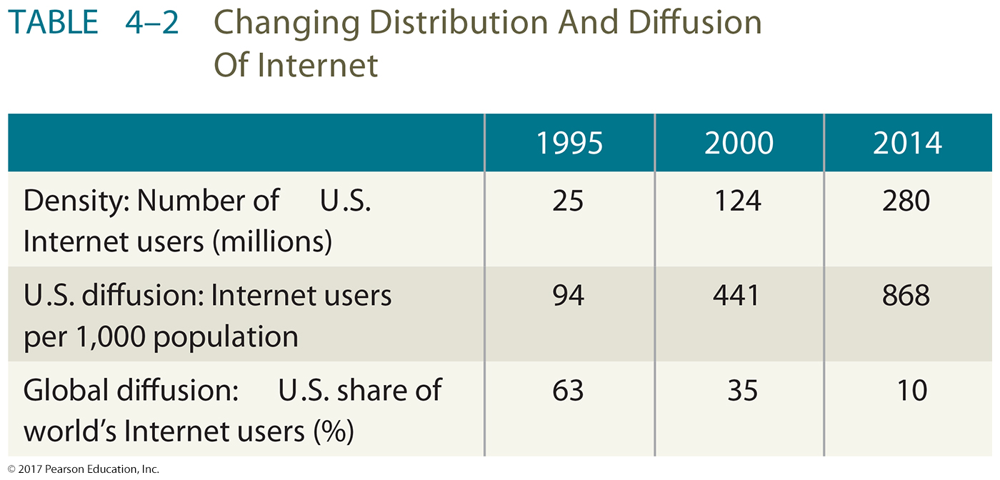 TABLE 4–2 Changing Distribution And Diffusion
Of Internet
1995 2000 2014
Density: Number of U.S. 25 124 280
Internet users (millions)
U.S. diffusion: Internet users 94 441 868
per 1,000 population
Global diffusion: U.S. share of 63 35 10
world’s Internet users (%)
© 2017 Pearson Education, Inc.